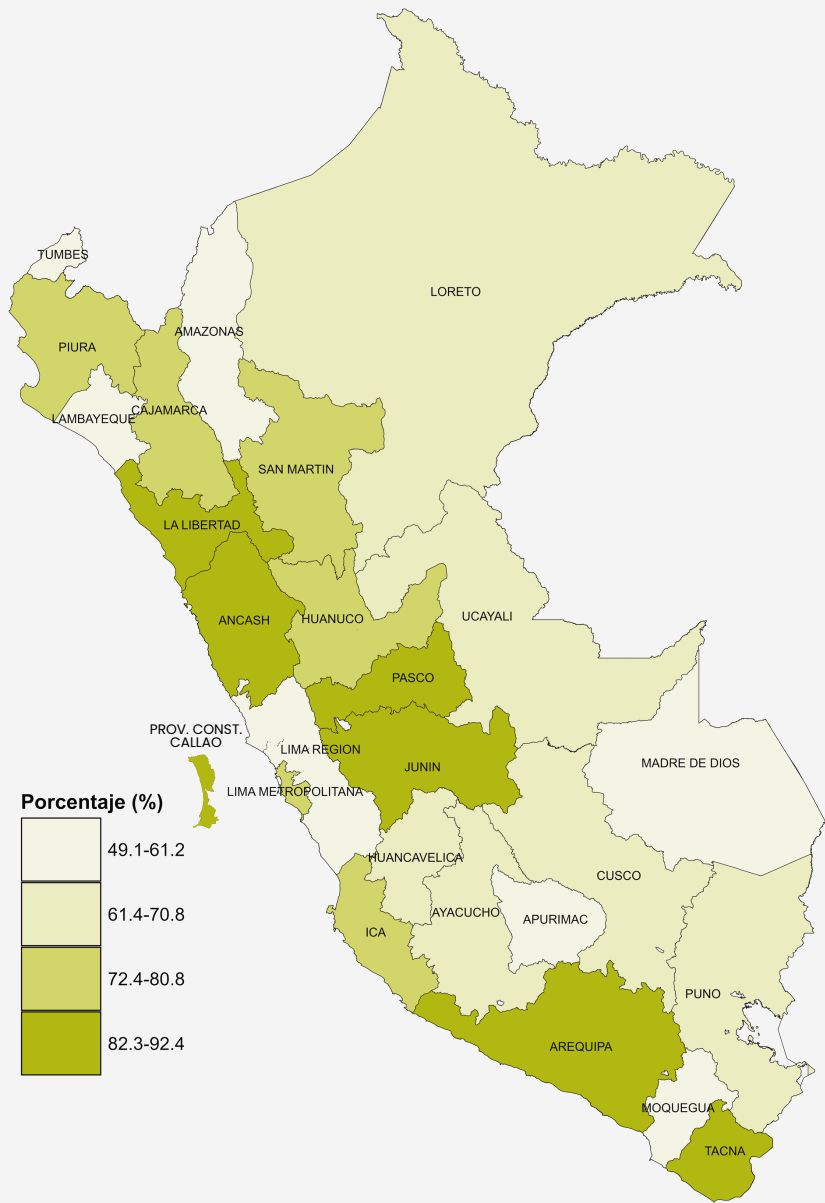 TUMBES
LORETO
AMAZONAS
PIURA
CAJAMARCA
LAMBAYEQUE
SAN MARTIN
LA LIBERTAD
ANCASH
HUANUCO
UCAYALI
PASCO
PROV. CONST.
CALLAO
LIMA REGION
MADRE DE DIOS
JUNIN
LIMA METROPOLITANA
Porcentaje (%)
49.1-61.2
61.4-70.8
72.4-80.8
82.3-92.4
HUANCAVELICA
CUSCO
AYACUCHO
APURIMAC
ICA
PUNO
AREQUIPA
MOQUEGUA
TACNA